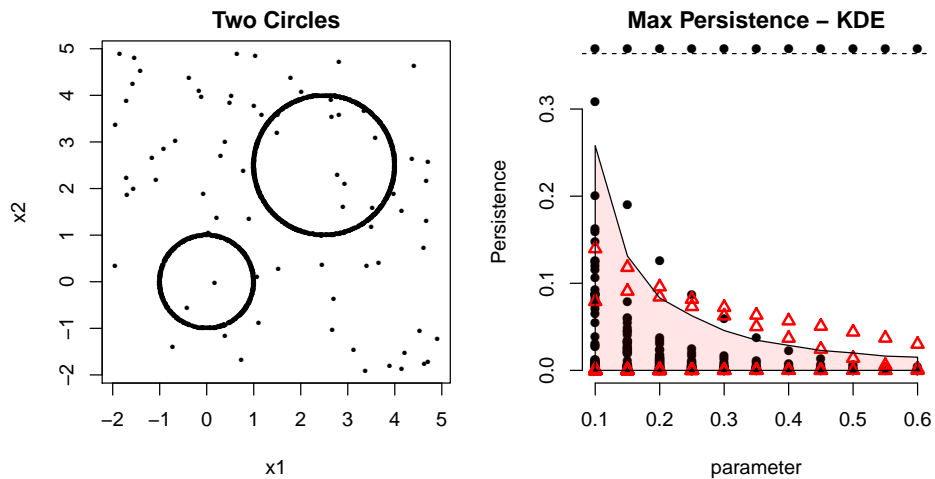 Two Circles
5
4
3
2
1
0
−1
−2
x2
−2 −1 0 1 2 3 4 5
x1
Max Persistence − KDE
0.3
0.2
0.1
0.0
Persistence
0.1 0.2 0.3 0.4 0.5 0.6
parameter